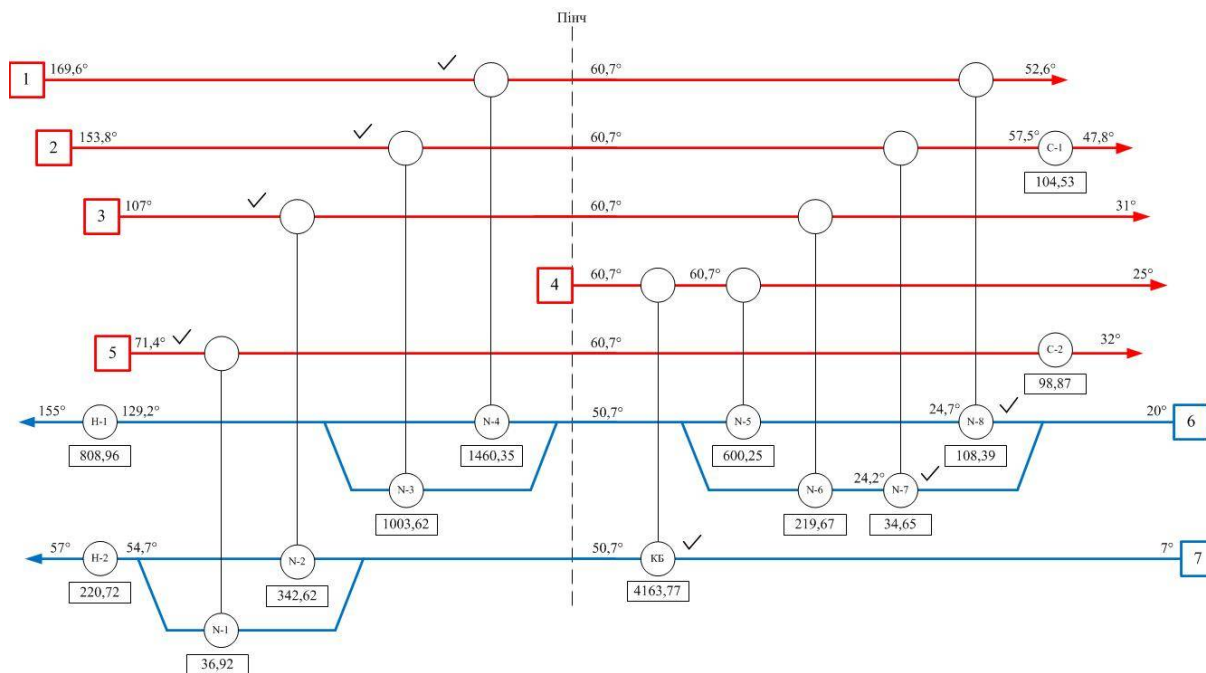 Пінч
1 169,6° 60,7° 52,6°
2 153,8° 60,7° 57,5° C-1 47,8°
104,53
3 107° 60,7° 31°
4 60,7° 60,7° 25°
5 71,4° 60,7° C-2 32°
98,87
155° H-1 129,2° N-4 50,7° N-5 24,7° N-8 20° 6
808,96 1460,35 600,25 108,39
N-3 N-6 24,2° N-7
1003,62 219,67 34,65
57° H-2 54,7° N-2 50,7° КБ 7° 7
220,72 342,62 4163,77
N-1
36,92